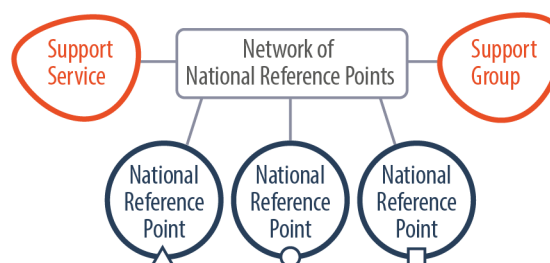 Support
Service
Network of
National Reference Points
Support
Group
National
Reference
Point
National
Reference
Point
National
Reference
Point